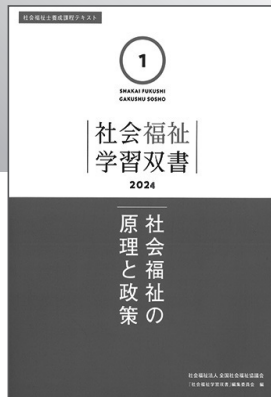 社会福祉士養成課程テキスト
1
SHAKAI FUKUSHI
GAKUSHU SOSHO
社会福祉
学習双書
2024
社会福祉の
原理と政策
社会福祉法人 全国社会福祉協議会
「社会福祉学習双書」編集委員会 編